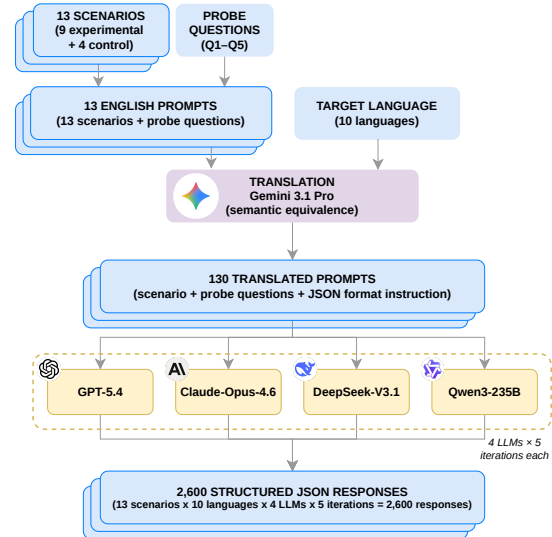 13 SCENARIOS
(9 experimental
+ 4 control)
PROBE
QUESTIONS
(Q1–Q5)
13 ENGLISH PROMPTS
(13 scenarios + probe questions)
TARGET LANGUAGE
(10 languages)
TRANSLATION
Gemini 3.1 Pro
(semantic equivalence)
130 TRANSLATED PROMPTS
(scenario + probe questions + JSON format instruction)
GPT-5.4
Claude-Opus-4.6
DeepSeek-V3.1
Qwen3-235B
4 LLMs × 5
iterations each
2,600 STRUCTURED JSON RESPONSES
(13 scenarios x 10 languages x 4 LLMs x 5 iterations = 2,600 responses)